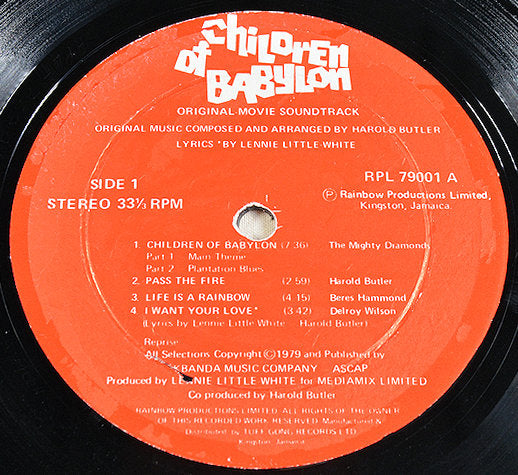 Children
of BABYLON
ORIGINAL MOVIE SOUNDTRACK
ORIGINAL MUSIC COMPOSED AND ARRANGED BY HAROLD BUTLER
LYRICS *BY LENNIE LITTLE-WHITE
SIDE 1
RPL 79001 A
STEREO 33⅓ RPM
Ⓟ Rainbow Productions Limited,
Kingston, Jamaica.
1 CHILDREN OF BABYLON (7:36) The Mighty Diamonds
Part 1 Main Theme
Part 2 Plantation Blues
2. PASS THE FIRE (2:59) Harold Butler
3 LIFE IS A RAINBOW (4:15) Beres Hammond
4 I WANT YOUR LOVE* (3:42) Delroy Wilson
(Lyrics by Lennie Little White Harold Butler)
Reprise
All Selections Copyright ©1979 and Published by
KBANDA MUSIC COMPANY ASCAP
Produced by LENNIE LITTLE WHITE for MEDIAMIX LIMITED
Co produced by Harold Butler
RAINBOW PRODUCTIONS LIMITED. ALL RIGHTS OF THE OWNER
OF THIS RECORDED WORK RESERVED. Manufactured &
Distributed by TUFF GONG RECORDS LTD.
Kingston, Jamaica